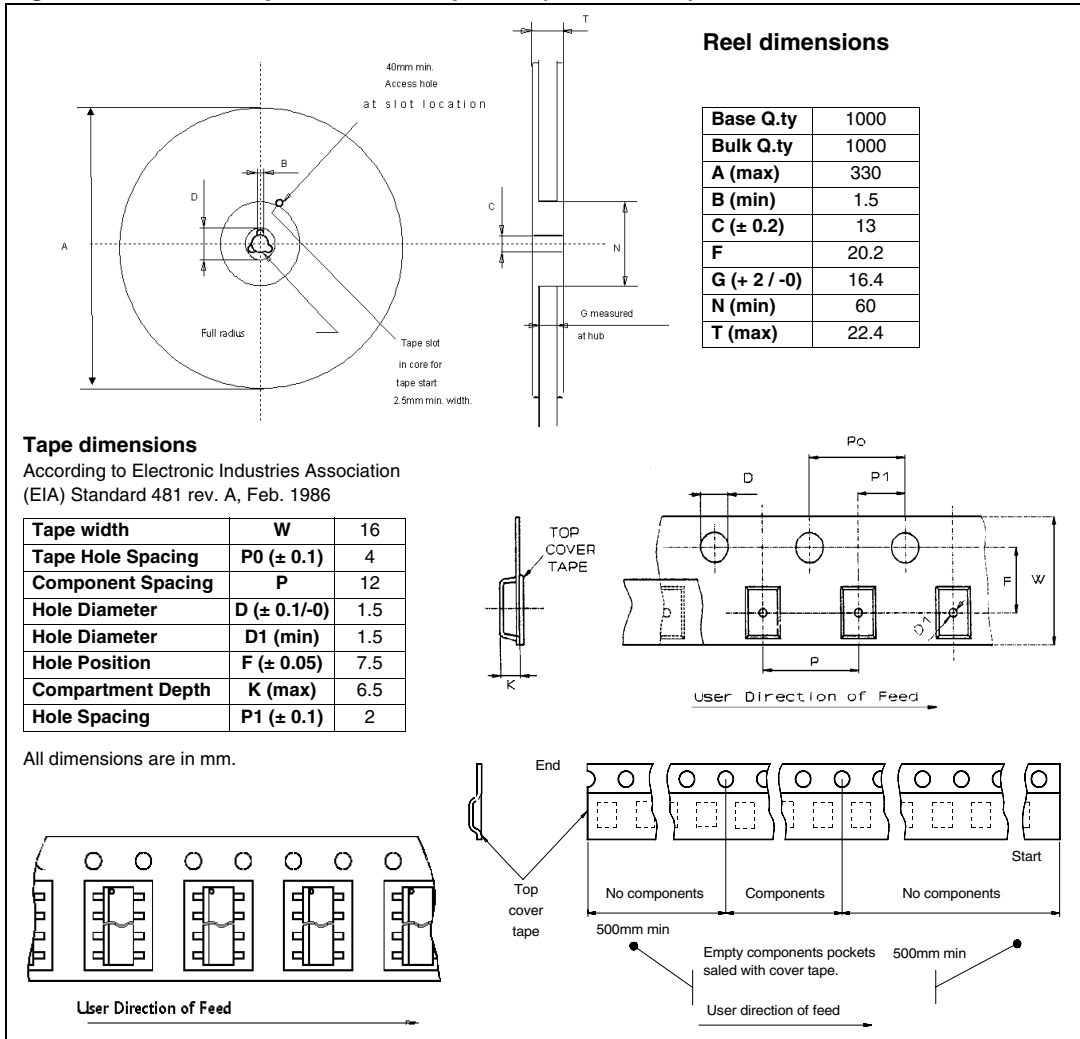 T
Reel dimensions
40mm min.
Access hole
at slot location
B
D
A
C
N
Full radius
G measured
at hub
Tape slot
in core for
tape start
2.5mm min. width.
Base Q.ty 1000
Bulk Q.ty 1000
A (max) 330
B (min) 1.5
C (± 0.2) 13
F 20.2
G (+ 2 / -0) 16.4
N (min) 60
T (max) 22.4
Tape dimensions
According to Electronic Industries Association
(EIA) Standard 481 rev. A, Feb. 1986
Tape width W 16
Tape Hole Spacing P0 (± 0.1) 4
Component Spacing P 12
Hole Diameter D (± 0.1/-0) 1.5
Hole Diameter D1 (min) 1.5
Hole Position F (± 0.05) 7.5
Compartment Depth K (max) 6.5
Hole Spacing P1 (± 0.1) 2
All dimensions are in mm.
Po
D
P1
TOP
COVER
TAPE
F
W
D1
K
P
User Direction of Feed
End
Start
Top
cover
tape
No components
Components
No components
500mm min
Empty components pockets
saled with cover tape.
500mm min
User direction of feed
User Direction of Feed